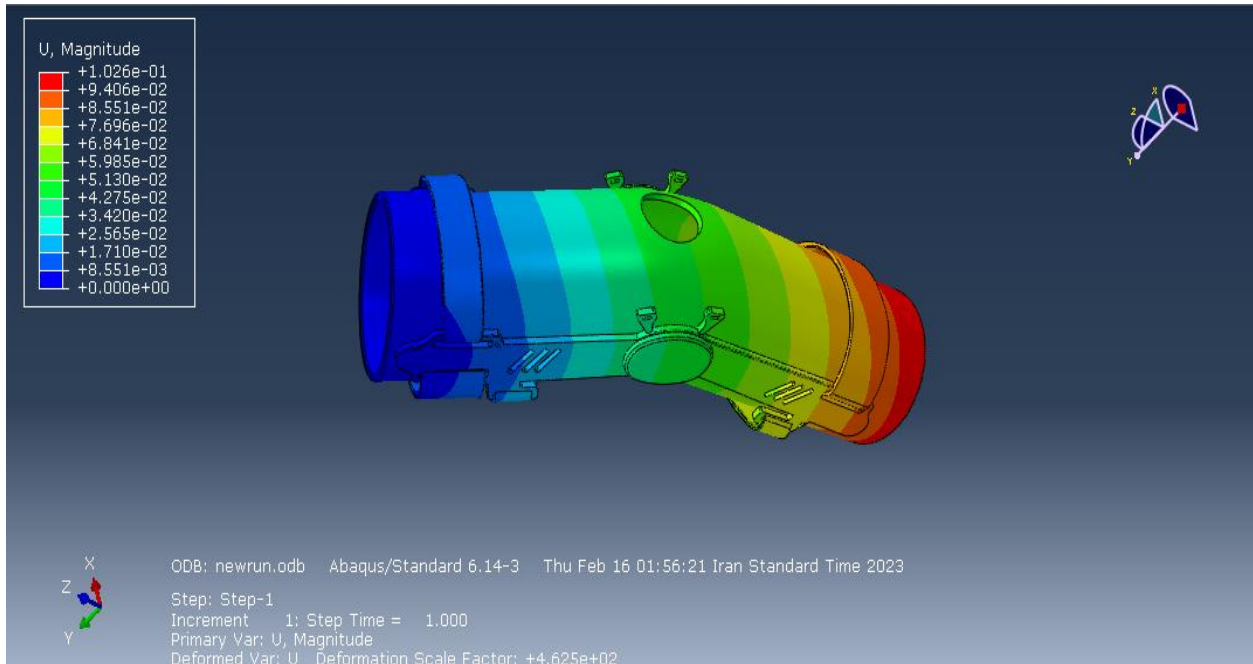 U, Magnitude
+1.026e-01
+9.406e-02
+8.551e-02
+7.696e-02
+6.841e-02
+5.985e-02
+5.130e-02
+4.275e-02
+3.420e-02
+2.565e-02
+1.710e-02
+8.551e-03
+0.000e+00
X
Z
Y
X
Z
Y
ODB: newrun.odb    Abaqus/Standard 6.14-3    Thu Feb 16 01:56:21 Iran Standard Time 2023
Step: Step-1
Increment      1: Step Time =    1.000
Primary Var: U, Magnitude
Deformed Var: U   Deformation Scale Factor: +4.625e+02